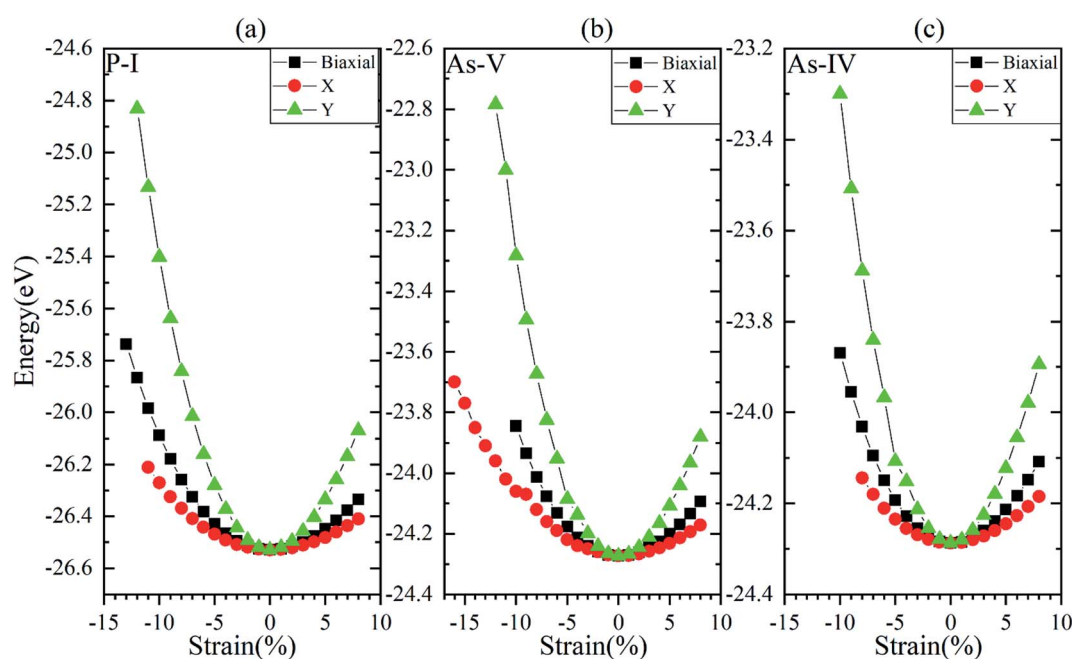 (a)
(b)
(c)
P-I
Biaxial
X
Y
As-V
Biaxial
X
Y
As-IV
Biaxial
X
Y
Energy(eV)
-24.6
-24.8
-25.0
-25.2
-25.4
-25.6
-25.8
-26.0
-26.2
-26.4
-26.6
-22.6
-22.8
-23.0
-23.2
-23.4
-23.6
-23.8
-24.0
-24.2
-24.4
-23.2
-23.4
-23.6
-23.8
-24.0
-24.2
-24.4
-15 -10 -5 0 5 10
-15 -10 -5 0 5 10
-15 -10 -5 0 5 10
Strain(%)
Strain(%)
Strain(%)